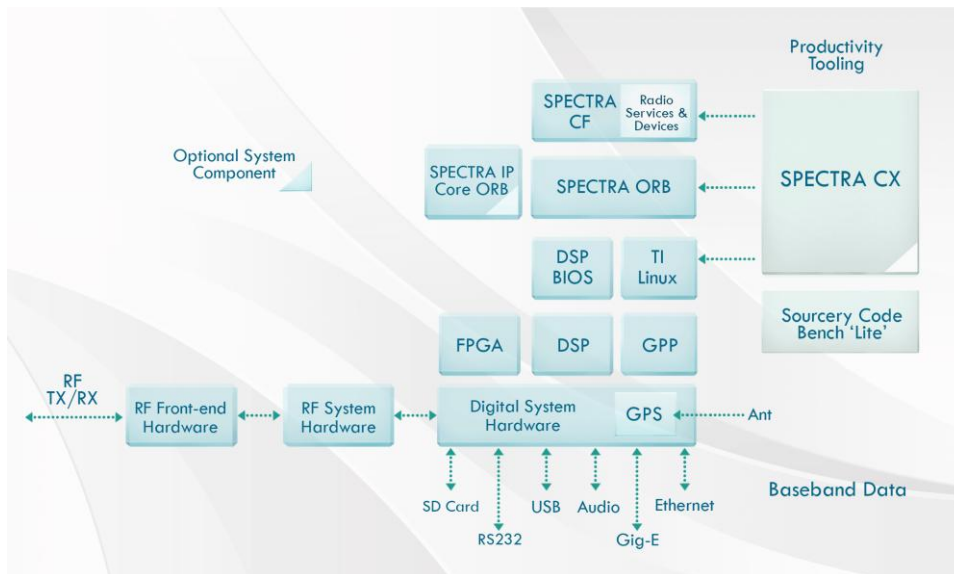 Productivity
Tooling
SPECTRA
CF
Radio
Services &
Devices
Optional System
Component
SPECTRA IP
Core ORB
SPECTRA ORB
SPECTRA CX
DSP
BIOS
TI
Linux
Sourcery Code
Bench ‘Lite’
FPGA
DSP
GPP
RF
TX/RX
RF Front-end
Hardware
RF System
Hardware
Digital System
Hardware
GPS
Ant
SD Card
RS232
USB
Audio
Gig-E
Ethernet
Baseband Data